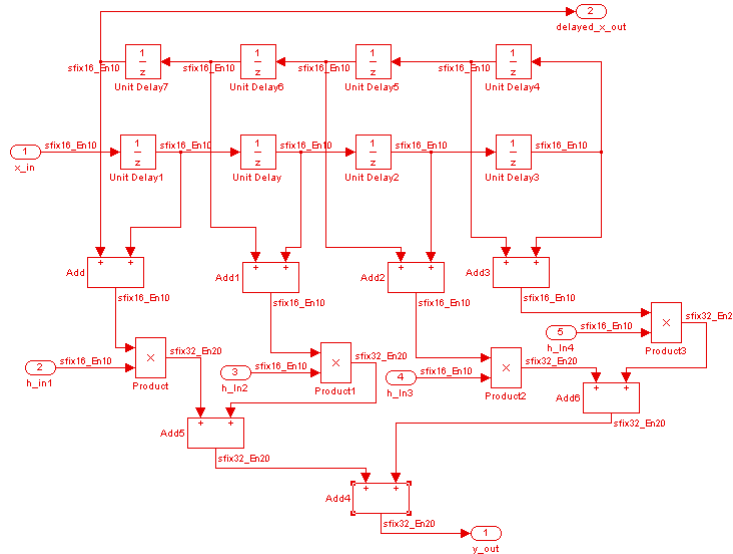 2
delayed_x_out
sfix16_En10 1 z sfix16_En10 1 z sfix16_En10 1 z sfix16_En10 1 z
Unit Delay7 Unit Delay6 Unit Delay5 Unit Delay4
1 sfix16_En10 1 z sfix16_En10 1 z sfix16_En10 1 z sfix16_En10 1 z sfix16_En10
x_in Unit Delay1 Unit Delay Unit Delay2 Unit Delay3
+ + + + + + + +
Add Add1 Add2 Add3
sfix16_En10 sfix16_En10 sfix16_En10 sfix16_En10
5 sfix16_En10 × sfix32_En2
h_In4 Product3
2 sfix16_En10 × sfix32_En20
h_in1 Product
3 sfix16_En10 × sfix32_En20
h_In2 Product1
4 sfix16_En10 × sfix32_En20
h_In3 Product2
+ + + +
Add5 Add6
sfix32_En20 sfix32_En20
+ +
Add4
sfix32_En20 1
y_out